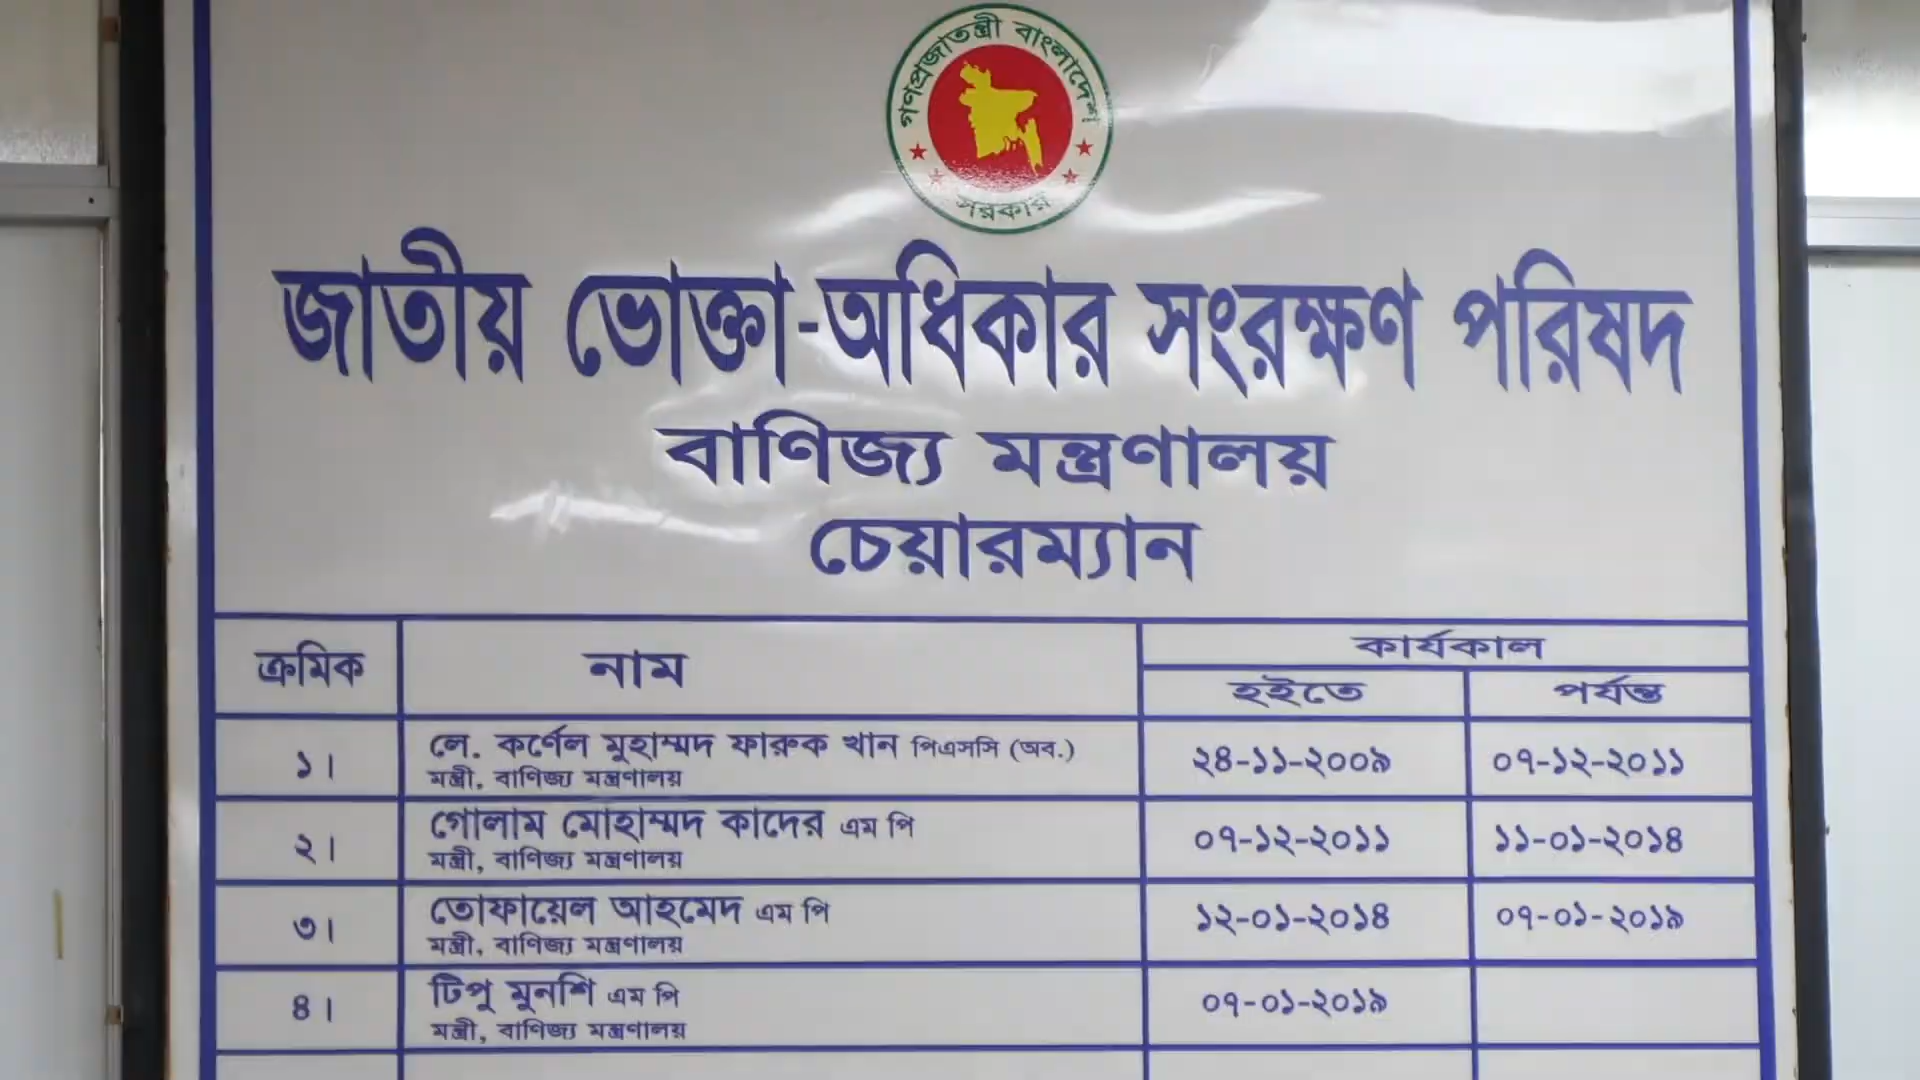 গণপ্রজাতন্ত্রী বাংলাদেশ
সরকার
জাতীয় ভোক্তা-অধিকার সংরক্ষণ পরিষদ
বাণিজ্য মন্ত্রণালয়
চেয়ারম্যান
ক্রমিক নাম কার্যকাল
হইতে পর্যন্ত
১। লে. কর্ণেল মুহাম্মদ ফারুক খান পিএসসি (অব.) ২৪-১১-২০০৯ ০৭-১২-২০১১
মন্ত্রী, বাণিজ্য মন্ত্রণালয়
২। গোলাম মোহাম্মদ কাদের এম পি ০৭-১২-২০১১ ১১-০১-২০১৪
মন্ত্রী, বাণিজ্য মন্ত্রণালয়
৩। তোফায়েল আহমেদ এম পি ১২-০১-২০১৪ ০৭-০১-২০১৯
মন্ত্রী, বাণিজ্য মন্ত্রণালয়
৪। টিপু মুনশি এম পি ০৭-০১-২০১৯
মন্ত্রী, বাণিজ্য মন্ত্রণালয়